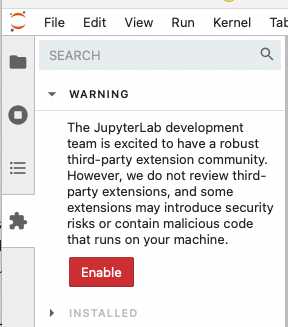 File Edit View Run Kernel Tab
SEARCH
WARNING
The JupyterLab development
team is excited to have a robust
third-party extension community.
However, we do not review third-
party extensions, and some
extensions may introduce security
risks or contain malicious code
that runs on your machine.
Enable
INSTALLED